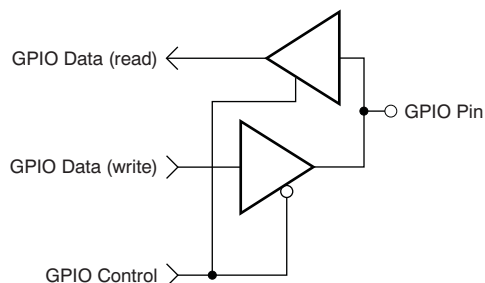 GPIO Data (read)
GPIO Pin
GPIO Data (write)
GPIO Control